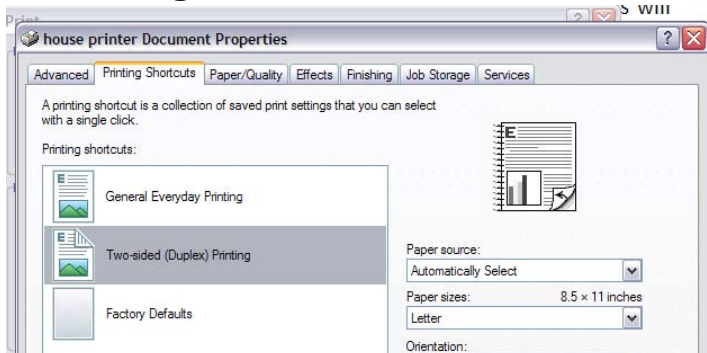 Print
s will
house printer Document Properties
Advanced Printing Shortcuts Paper/Quality Effects Finishing Job Storage Services
A printing shortcut is a collection of saved print settings that you can select
with a single click.
Printing shortcuts:
General Everyday Printing
Two-sided (Duplex) Printing
Factory Defaults
Paper source:
Automatically Select
Paper sizes: 8.5 × 11 inches
Letter
Orientation: